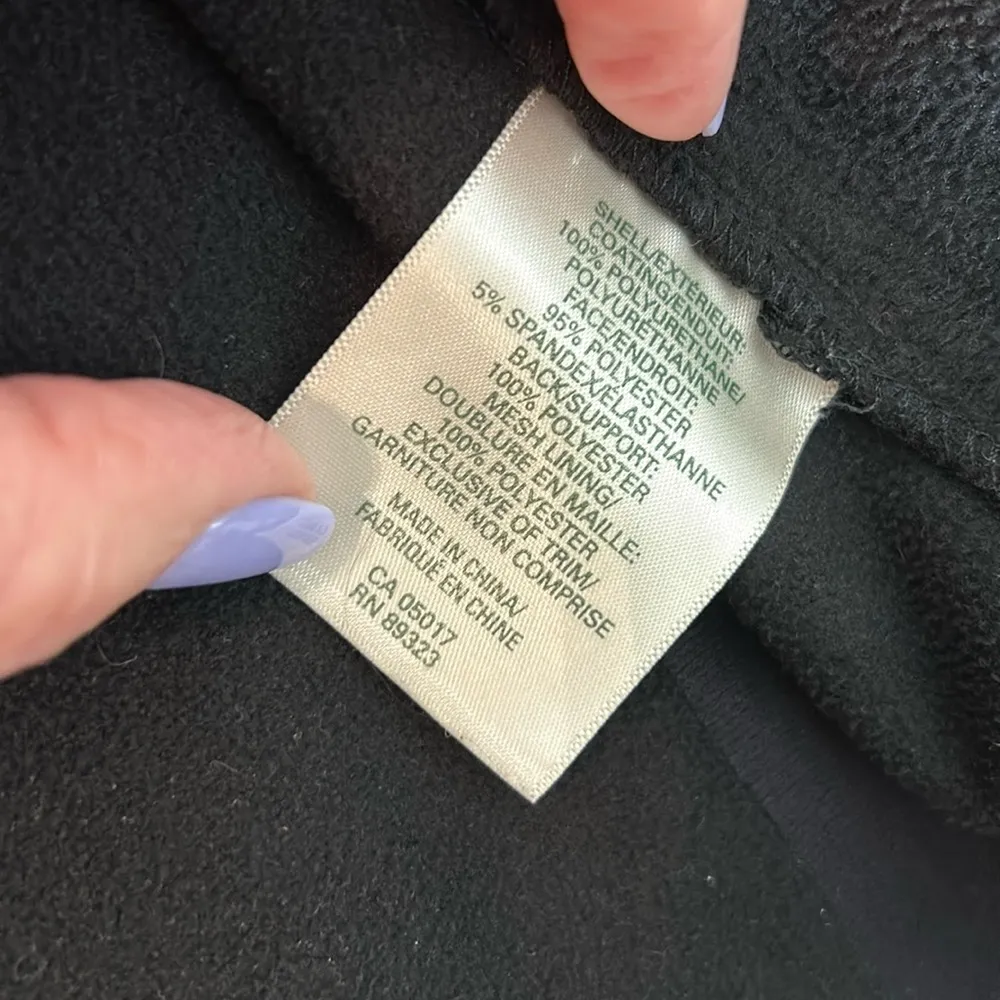 SHELL/EXTÉRIEUR:
COATING/ENDUIT:
100% POLYURETHANE/
POLYURÉTHANNE
FACE/ENDROIT:
95% POLYESTER
5% SPANDEX/ÉLASTHANNE
BACK/SUPPORT:
100% POLYESTER
MESH LINING/
DOUBLURE EN MAILLE:
100% POLYESTER
EXCLUSIVE OF TRIM/
GARNITURE NON COMPRISE
MADE IN CHINA/
FABRIQUÉ EN CHINE
CA 05017
RN 89323